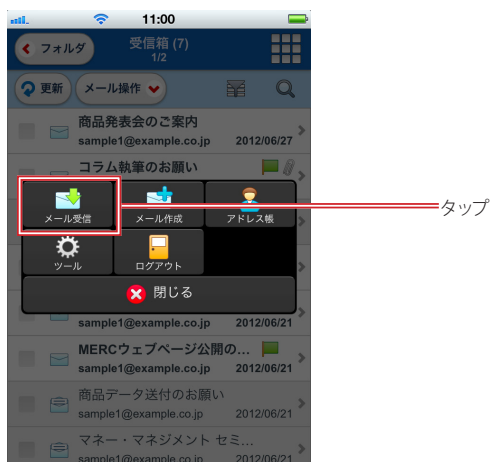 11:00
フォルダ
受信箱 (7)
1/2
更新
メール操作
商品発表会のご案内
sample1@example.co.jp 2012/06/27
コラム執筆のお願い
メール受信
メール作成
アドレス帳
タップ
ツール
ログアウト
閉じる
sample1@example.co.jp 2012/06/21
MERCウェブページ公開の...
sample1@example.co.jp 2012/06/21
商品データ送付のお願い
sample1@example.co.jp 2012/06/21
マネー・マネジメント セミ...
sample1@example.co.jp 2012/06/21